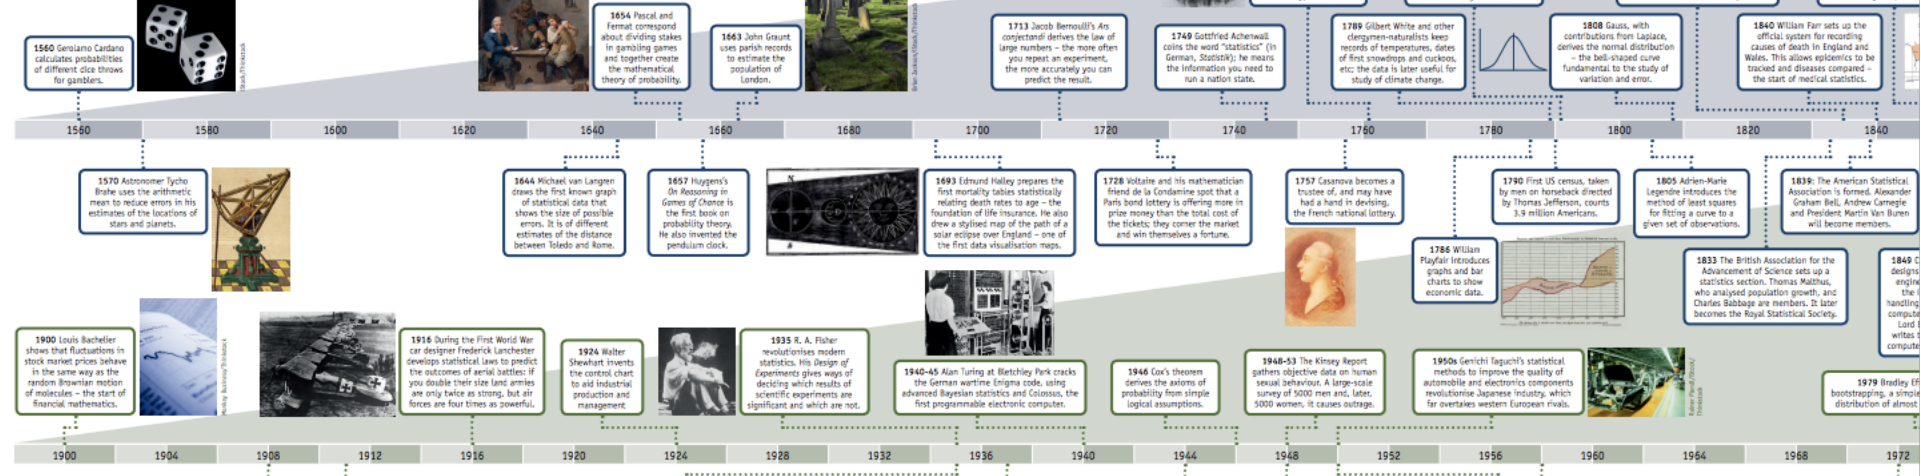 1560 Gerolamo Cardano
calculates probabilities
of different dice throws
for gamblers.
iStock/Thinkstock
1654 Pascal and
Fermat correspond
about dividing stakes
in gambling games
and together create
the mathematical
theory of probability.
1663 John Graunt
uses parish records
to estimate the
population of
London.
1713 Jacob Bernoulli's Ars
conjectandi derives the law of
large numbers – the more often
you repeat an experiment,
the more accurately you can
predict the result.
1749 Gottfried Achenwall
coins the word "statistics" (in
German, Statistik); he means
the information you need to
run a nation state.
1789 Gilbert White and other
clergymen-naturalists keep
records of temperatures, dates
of first snowdrops and cuckoos,
etc; the data is later useful for
study of climate change.
1808 Gauss, with
contributions from Laplace,
derives the normal distribution
– the bell-shaped curve
fundamental to the study of
variation and error.
1840 William Farr sets up the
official system for recording
causes of death in England and
Wales. This allows epidemics to be
tracked and diseases compared –
the start of medical statistics.
1560
1580
1600
1620
1640
1660
1680
1700
1720
1740
1760
1780
1800
1820
1840
1570 Astronomer Tycho
Brahe uses the arithmetic
mean to reduce errors in his
estimates of the locations of
stars and planets.
1644 Michael van Langren
draws the first known graph
of statistical data that
shows the size of possible
errors. It is of different
estimates of the distance
between Toledo and Rome.
1657 Huygens's
On Reasoning in
Games of Chance is
the first book on
probability theory.
He also invented the
pendulum clock.
1693 Edmund Halley prepares the
first mortality tables statistically
relating death rates to age – the
foundation of life insurance. He also
drew a stylised map of the path of a
solar eclipse over England – one of
the first data visualisation maps.
1728 Voltaire and his mathematician
friend de la Condamine spot that a
Paris bond lottery is offering more in
prize money than the total cost of
the tickets; they corner the market
and win themselves a fortune.
1757 Casanova becomes a
trustee of, and may have
had a hand in devising,
the French national lottery.
1790 First US census, taken
by men on horseback directed
by Thomas Jefferson, counts
3.9 million Americans.
1805 Adrien-Marie
Legendre introduces the
method of least squares
for fitting a curve to a
given set of observations.
1839: The American Statistical
Association is formed. Alexander
Graham Bell, Andrew Carnegie
and President Martin Van Buren
will become members.
1786 William
Playfair introduces
graphs and bar
charts to show
economic data.
1833 The British Association for the
Advancement of Science sets up a
statistics section. Thomas Malthus,
who analysed population growth, and
Charles Babbage are members. It later
becomes the Royal Statistical Society.
1849 C
designs
engine
the
handling
compute
Lord
writes
compute
1900 Louis Bachelier
shows that fluctuations in
stock market prices behave
in the same way as the
random Brownian motion
of molecules – the start of
financial mathematics.
1916 During the First World War
car designer Frederick Lanchester
develops statistical laws to predict
the outcomes of aerial battles: if
you double their size land armies
are only twice as strong, but air
forces are four times as powerful.
1924 Walter
Shewhart invents
the control chart
to aid industrial
production and
management
1935 R. A. Fisher
revolutionises modern
statistics. His Design of
Experiments gives ways of
deciding which results of
scientific experiments are
significant and which are not.
1940-45 Alan Turing at Bletchley Park cracks
the German wartime Enigma code, using
advanced Bayesian statistics and Colossus, the
first programmable electronic computer.
1946 Cox's theorem
derives the axioms of
probability from simple
logical assumptions.
1948-53 The Kinsey Report
gathers objective data on human
sexual behaviour. A large-scale
survey of 5000 men and, later,
5000 women, it causes outrage.
1950s Genichi Taguchi's statistical
methods to improve the quality of
automobile and electronics components
revolutionise Japanese industry, which
far overtakes western European rivals.
1979 Bradley Ef
bootstrapping, a simple
distribution of almost
1900
1904
1908
1912
1916
1920
1924
1928
1932
1936
1940
1944
1948
1952
1956
1960
1964
1968
1972